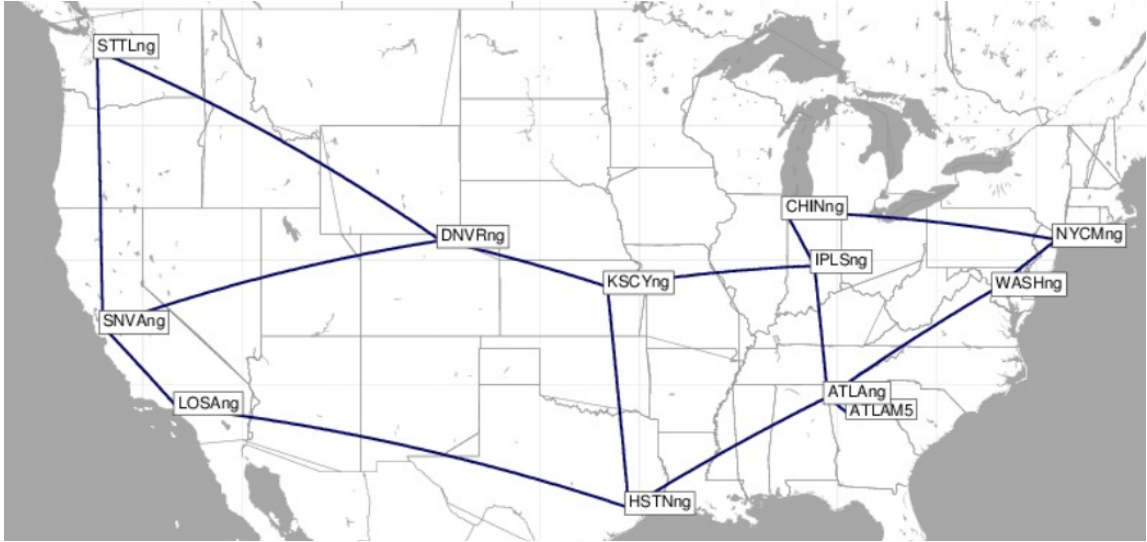 STTLng
CHINng
DNVRng
NYCMng
IPLSng
KSCYng
WASHng
SNVAng
ATLAng
LOSAng
ATLAM5
HSTNng